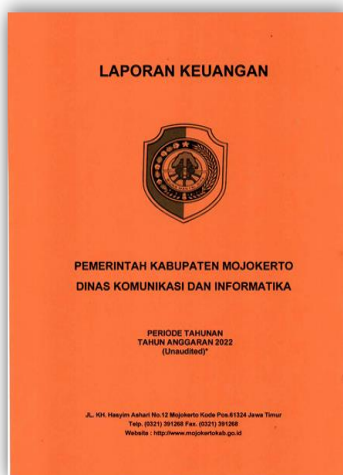 LAPORAN KEUANGAN
PEMERINTAH KABUPATEN MOJOKERTO
DINAS KOMUNIKASI DAN INFORMATIKA
PERIODE TAHUNAN
TAHUN ANGGARAN 2022
(Unaudited)*
JL. KH. Hasyim Ashari No.12 Mojokerto Kode Pos.61324 Jawa Timur
Telp. (0321) 391268 Fax. (0321) 391268
Website : http://www.mojokertokab.go.id